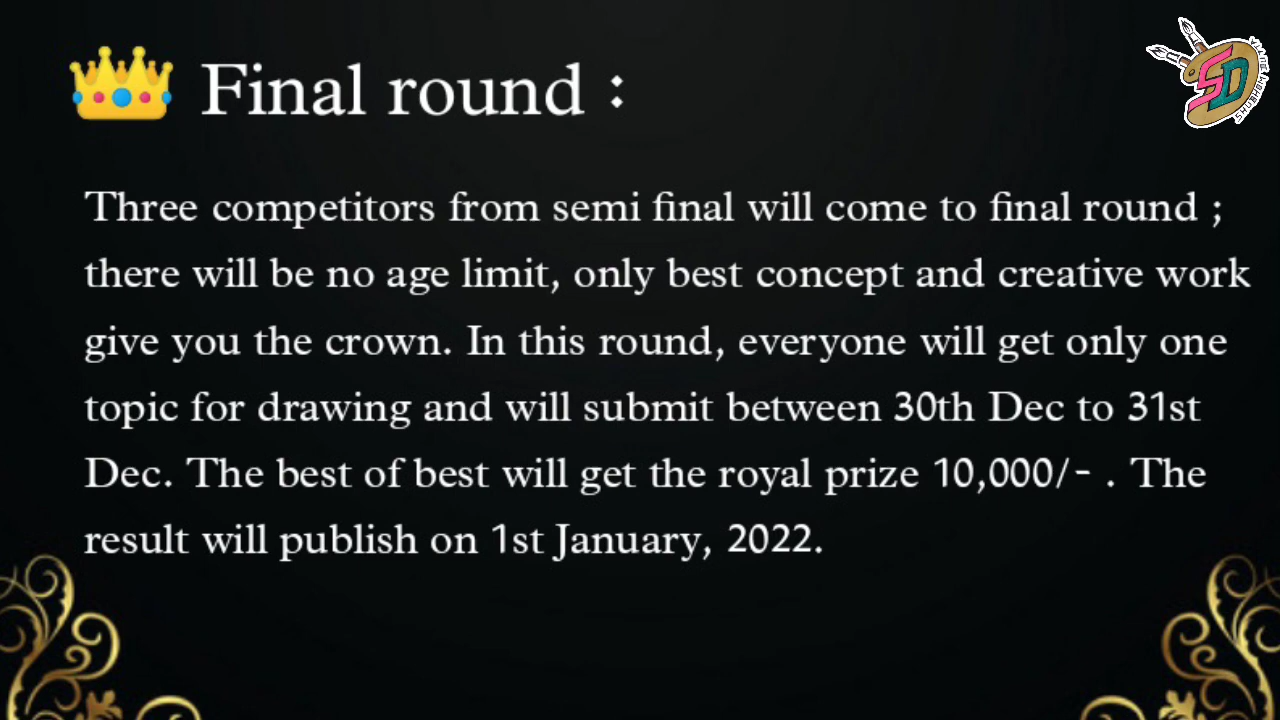 👑 Final round :
SD
Three competitors from semi final will come to final round ;
there will be no age limit, only best concept and creative work
give you the crown. In this round, everyone will get only one
topic for drawing and will submit between 30th Dec to 31st
Dec. The best of best will get the royal prize 10,000/- . The
result will publish on 1st January, 2022.